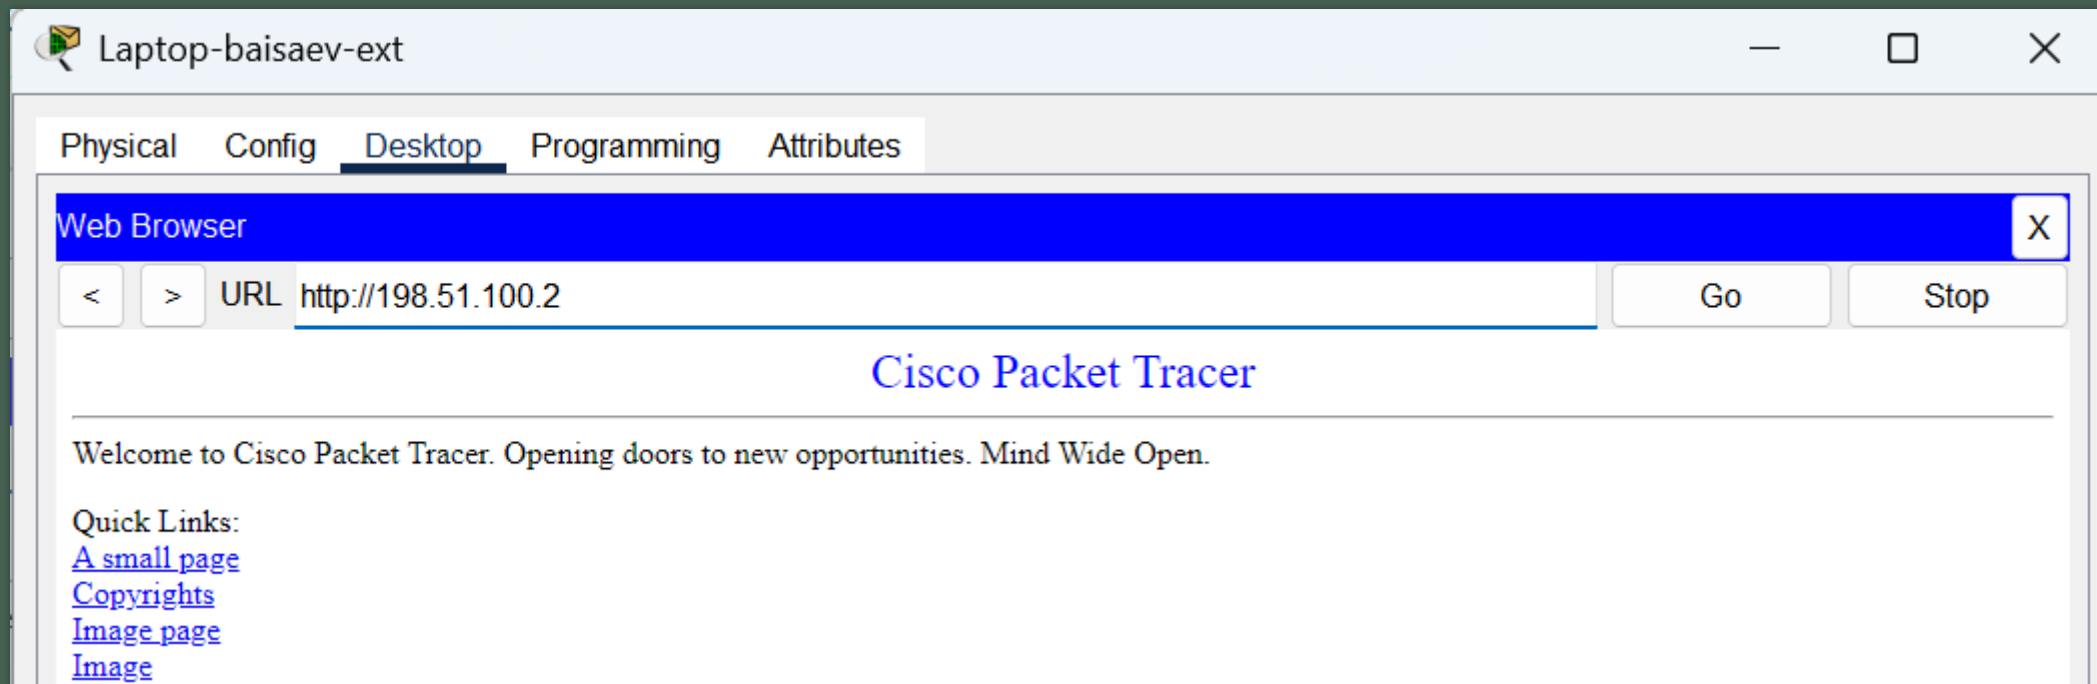 Laptop-baisaev-ext
Physical Config Desktop Programming Attributes
Web Browser X
< > URL http://198.51.100.2 Go Stop
Cisco Packet Tracer
Welcome to Cisco Packet Tracer. Opening doors to new opportunities. Mind Wide Open.
Quick Links:
A small page
Copyrights
Image page
Image